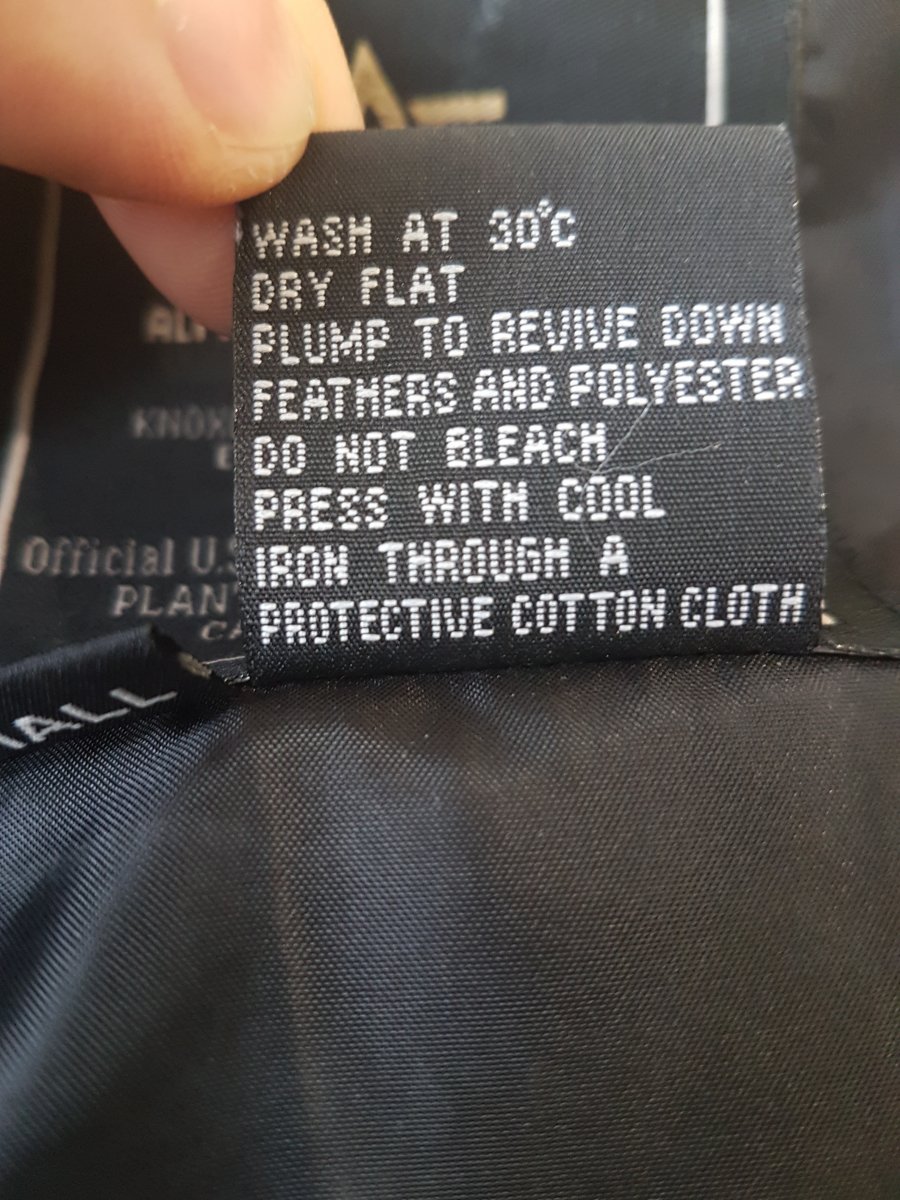 WASH AT 30°C
DRY FLAT
PLUMP TO REVIVE DOWN
FEATHERS AND POLYESTER
DO NOT BLEACH
PRESS WITH COOL
IRON THROUGH A
PROTECTIVE COTTON CLOTH
Official U.S
PLAN